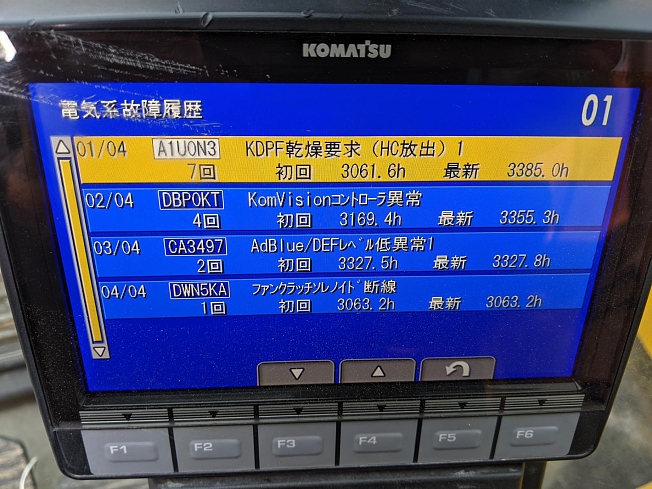 KOMATSU
電気系故障履歴 01
01/04 A1U0N3 KDPF乾燥要求（HC放出）1
7回 初回 3061.6h 最新 3385.0h
02/04 DBP0KT KomVisionコントローラ異常
4回 初回 3169.4h 最新 3355.3h
03/04 CA3497 AdBlue/DEFレベル低異常1
2回 初回 3327.5h 最新 3327.8h
04/04 DWN5KA ファンクラッチソレノイド断線
1回 初回 3063.2h 最新 3063.2h
F1 F2 F3 F4 F5 F6